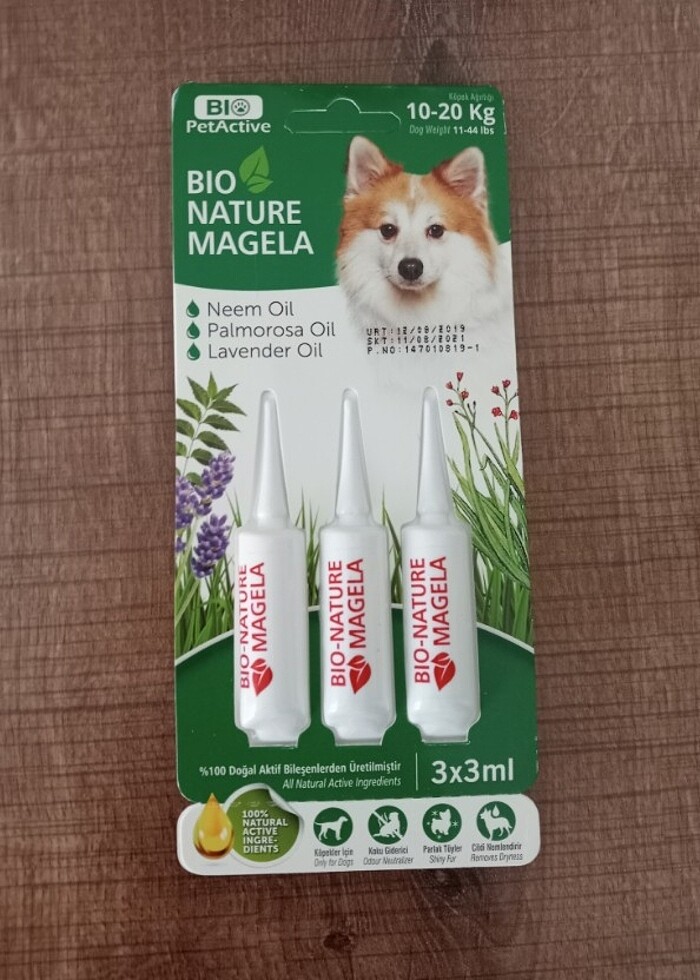 BIO
PetActive
Köpek Ağırlığı
10-20 Kg
Dog Weight 11-44 lbs
BIO
NATURE
MAGELA
Neem Oil
Palmorosa Oil
Lavender Oil
URT:12/09/2019
SKT:11/08/2021
P.NO:147010819-1
BIO-NATURE
MAGELA
BIO-NATURE
MAGELA
BIO-NATURE
MAGELA
%100 Doğal Aktif Bileşenlerden Üretilmiştir
All Natural Active Ingredients
3x3ml
100%
NATURAL
ACTIVE
INGRE-
DIENTS
Köpekler İçin
Only for Dogs
Koku Giderici
Odour Neutralizer
Parlak Tüyler
Shiny Fur
Cildi Nemlendirir
Removes Dryness